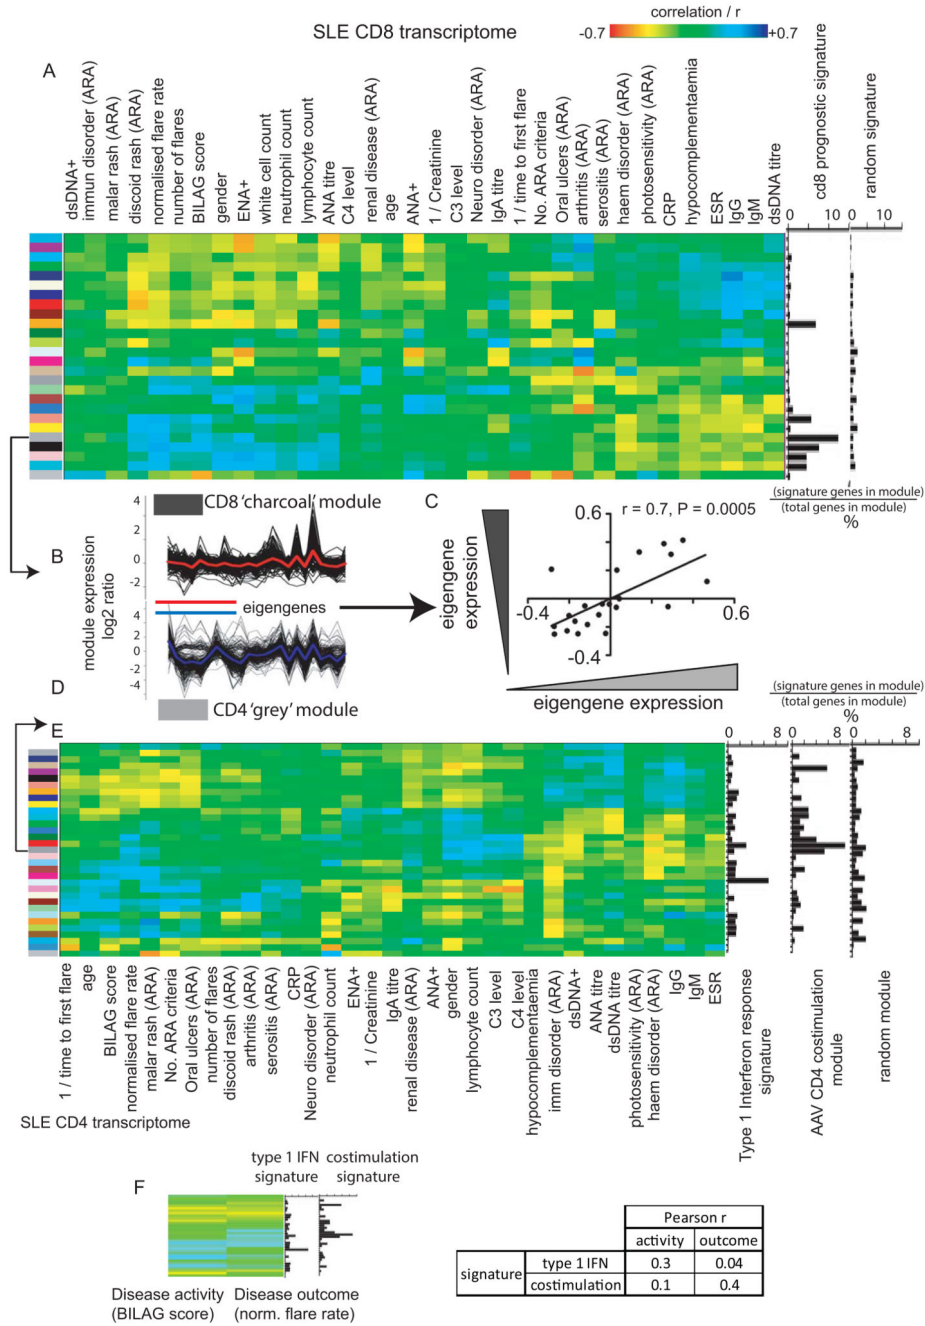 SLE CD8 transcriptome
correlation / r
-0.7
+0.7
A
dsDNA+
immun disorder (ARA)
malar rash (ARA)
discoid rash (ARA)
normalised flare rate
number of flares
BILAG score
gender
ENA+
white cell count
neutrophil count
lymphocyte count
ANA titre
C4 level
renal disease (ARA)
age
ANA+
1 / Creatinine
C3 level
Neuro disorder (ARA)
IgA titre
1 / time to first flare
No. ARA criteria
Oral ulcers (ARA)
arthritis (ARA)
serositis (ARA)
haem disorder (ARA)
photosensitivity (ARA)
CRP
hypocomplementaemia
ESR
IgG
IgM
dsDNA titre
cd8 prognostic signature
random signature
0 10 0 10
(signature genes in module)
(total genes in module)
%
B
CD8 'charcoal' module
4
2
0
-2
module expression
log2 ratio
eigengenes
4
2
0
-2
-4
CD4 'grey' module
C
r = 0.7, P = 0.0005
0.6
-0.4
0.6
-0.4
eigengene
expression
eigengene expression
D
(signature genes in module)
(total genes in module)
%
E
0 8 0 8 0 8
1 / time to first flare
age
BILAG score
normalised flare rate
malar rash (ARA)
No. ARA criteria
Oral ulcers (ARA)
number of flares
discoid rash (ARA)
arthritis (ARA)
serositis (ARA)
CRP
Neuro disorder (ARA)
neutrophil count
ENA+
1 / Creatinine
IgA titre
renal disease (ARA)
ANA+
gender
lymphocyte count
C3 level
C4 level
hypocomplementaemia
imm disorder (ARA)
dsDNA+
ANA titre
dsDNA titre
photosensitivity (ARA)
haem disorder (ARA)
IgG
IgM
ESR
Type 1 Interferon response
signature
AAV CD4 costimulation
module
random module
SLE CD4 transcriptome
F
type 1 IFN
signature
costimulation
signature
Disease activity
(BILAG score)
Disease outcome
(norm. flare rate)
Pearson r
activity outcome
signature
type 1 IFN 0.3 0.04
costimulation 0.1 0.4